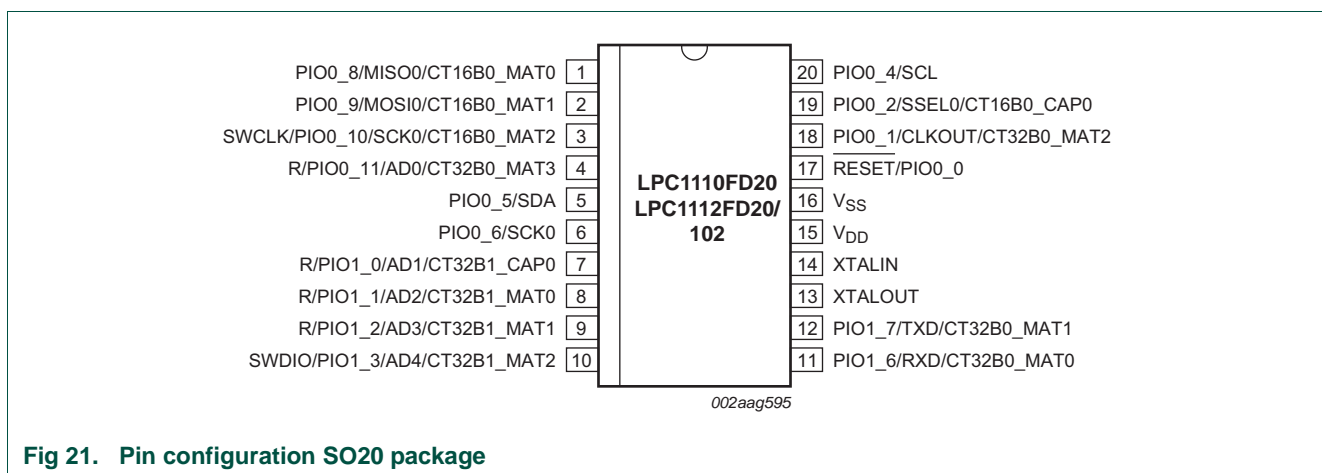 PIO0_8/MISO0/CT16B0_MAT0 1
PIO0_9/MOSI0/CT16B0_MAT1 2
SWCLK/PIO0_10/SCK0/CT16B0_MAT2 3
R/PIO0_11/AD0/CT32B0_MAT3 4
PIO0_5/SDA 5
PIO0_6/SCK0 6
R/PIO1_0/AD1/CT32B1_CAP0 7
R/PIO1_1/AD2/CT32B1_MAT0 8
R/PIO1_2/AD3/CT32B1_MAT1 9
SWDIO/PIO1_3/AD4/CT32B1_MAT2 10
LPC1110FD20
LPC1112FD20/
102
20 PIO0_4/SCL
19 PIO0_2/SSEL0/CT16B0_CAP0
18 PIO0_1/CLKOUT/CT32B0_MAT2
17 RESET/PIO0_0
16 VSS
15 VDD
14 XTALIN
13 XTALOUT
12 PIO1_7/TXD/CT32B0_MAT1
11 PIO1_6/RXD/CT32B0_MAT0
002aag595
Fig 21. Pin configuration SO20 package